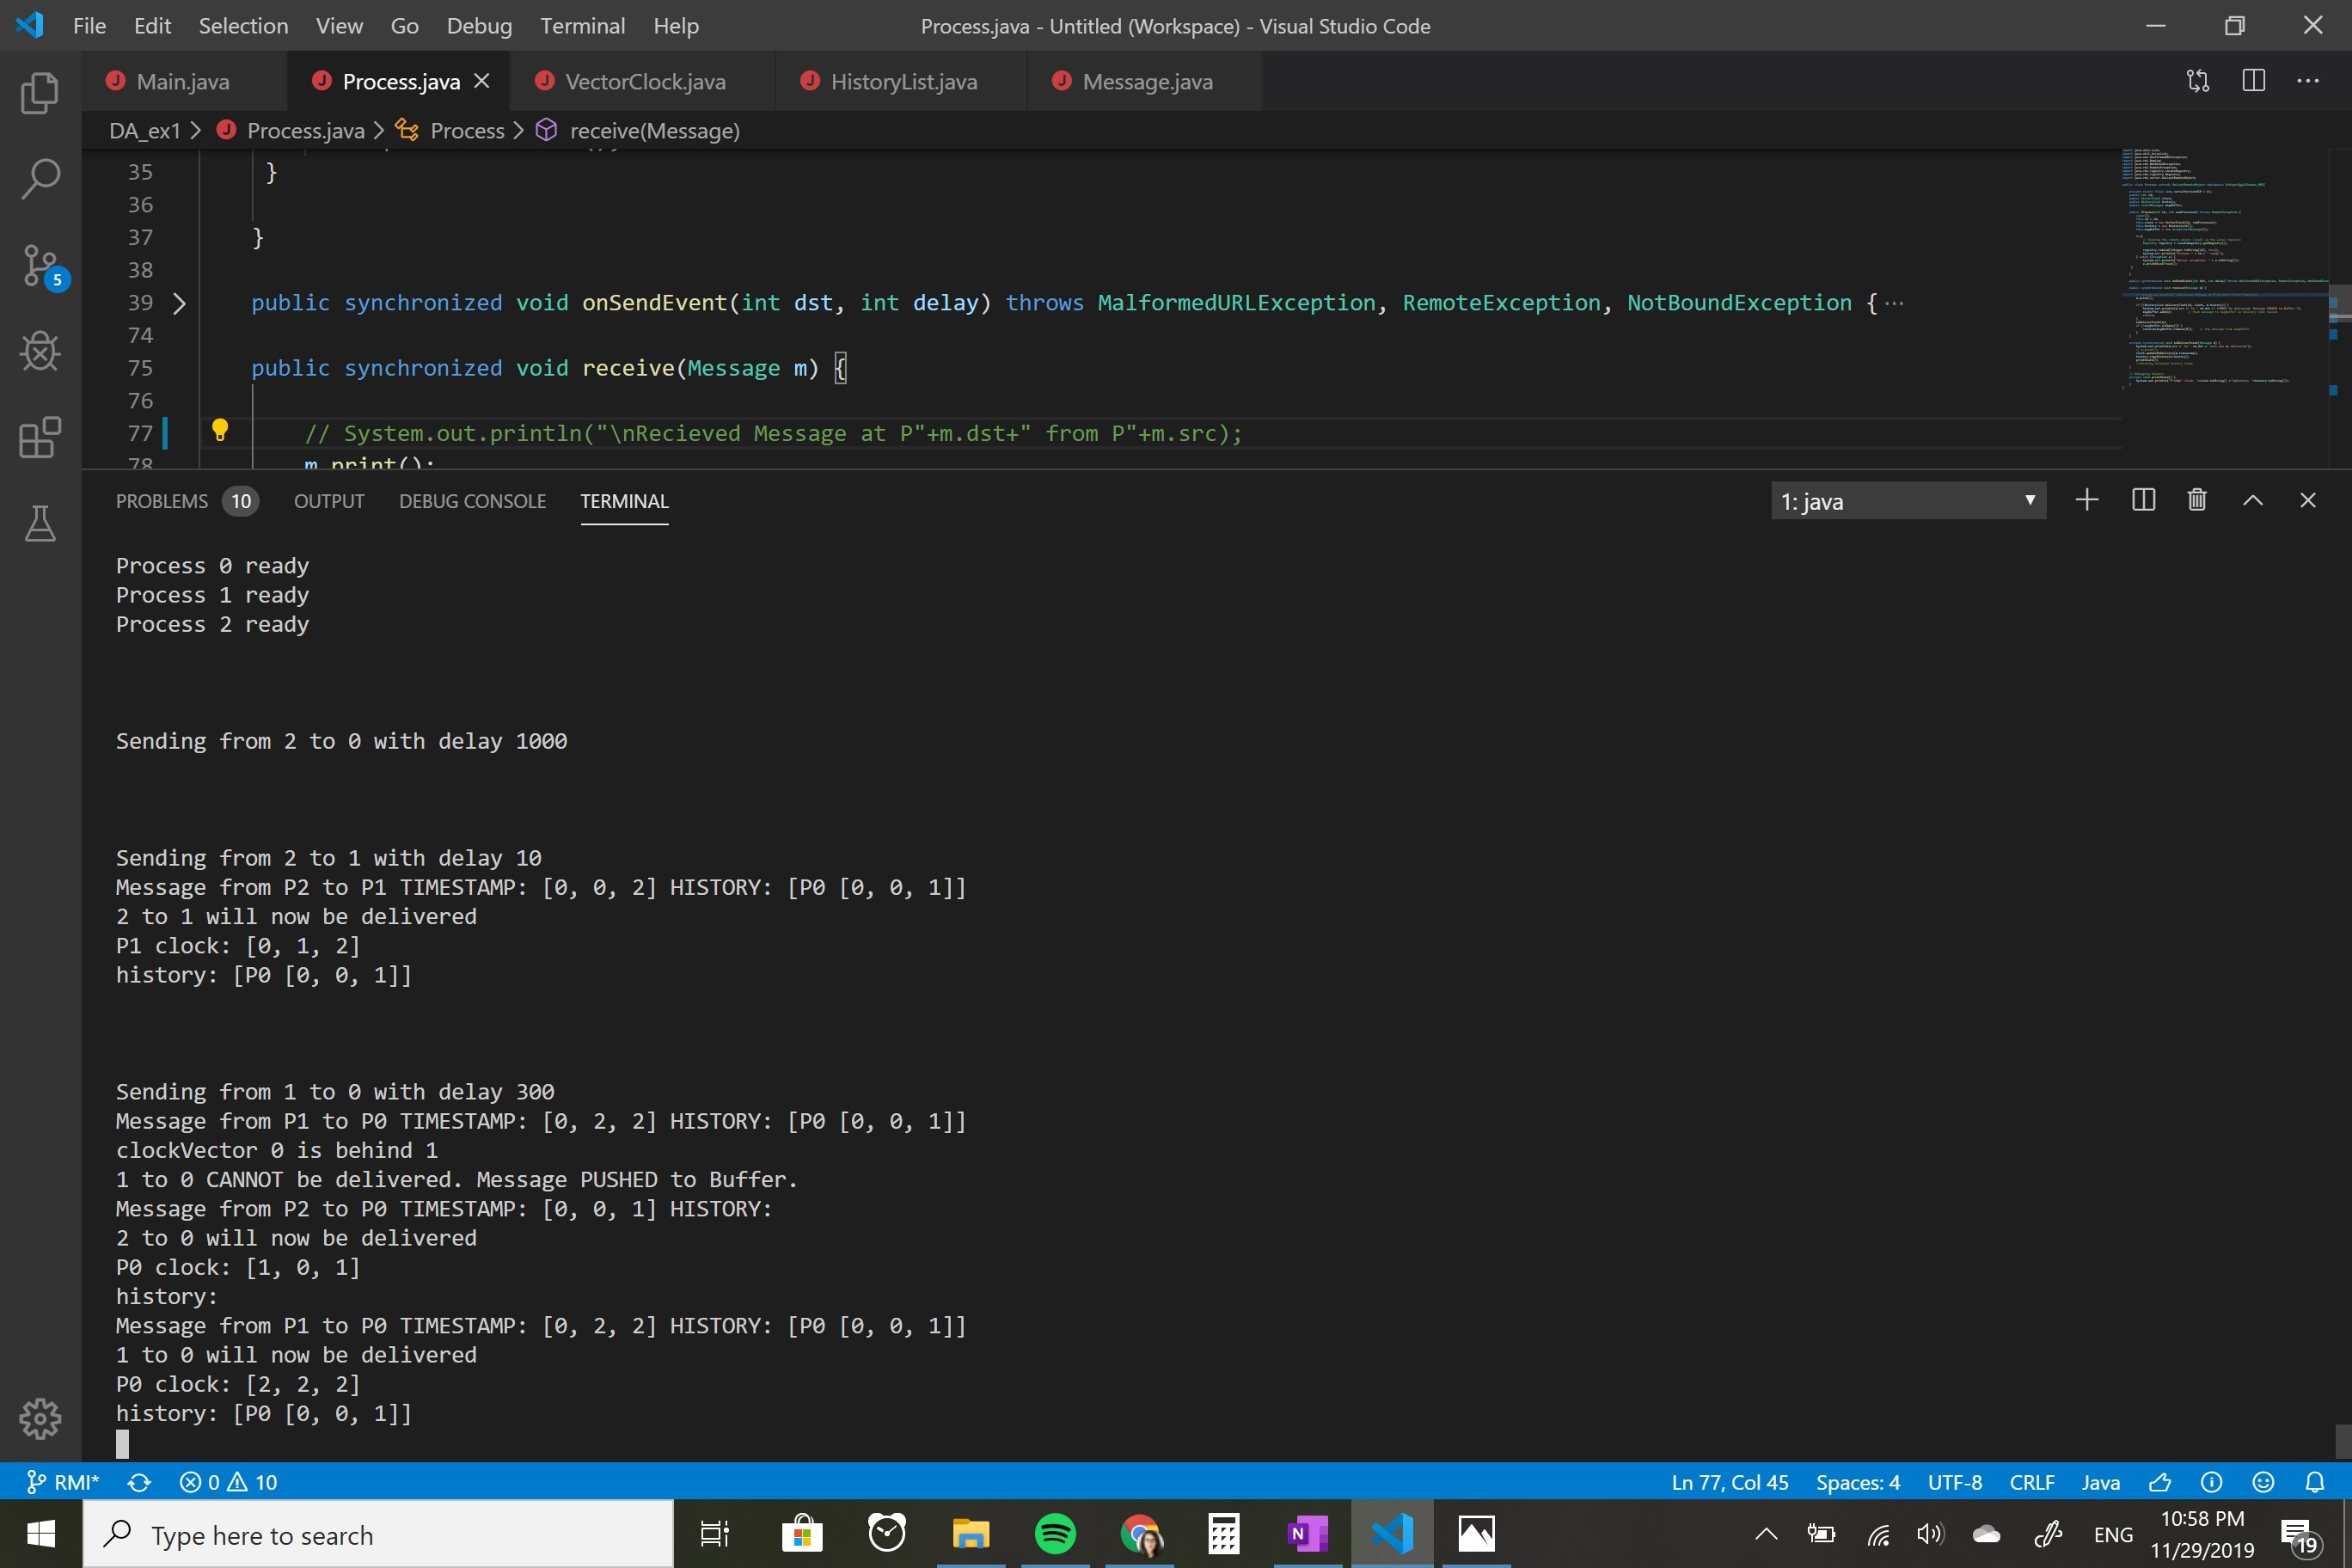 File Edit Selection View Go Debug Terminal Help
Process.java - Untitled (Workspace) - Visual Studio Code
Main.java Process.java VectorClock.java HistoryList.java Message.java
DA_ex1 > Process.java > Process > receive(Message)
35 }
36
37 }
38
39 public synchronized void onSendEvent(int dst, int delay) throws MalformedURLException, RemoteException, NotBoundException {···
74
75 public synchronized void receive(Message m) {
76
77 // System.out.println("\nRecieved Message at P"+m.dst+" from P"+m.src);
78 m.print();
5
PROBLEMS 10 OUTPUT DEBUG CONSOLE TERMINAL
1: java
Process 0 ready
Process 1 ready
Process 2 ready
Sending from 2 to 0 with delay 1000
Sending from 2 to 1 with delay 10
Message from P2 to P1 TIMESTAMP: [0, 0, 2] HISTORY: [P0 [0, 0, 1]]
2 to 1 will now be delivered
P1 clock: [0, 1, 2]
history: [P0 [0, 0, 1]]
Sending from 1 to 0 with delay 300
Message from P1 to P0 TIMESTAMP: [0, 2, 2] HISTORY: [P0 [0, 0, 1]]
clockVector 0 is behind 1
1 to 0 CANNOT be delivered. Message PUSHED to Buffer.
Message from P2 to P0 TIMESTAMP: [0, 0, 1] HISTORY:
2 to 0 will now be delivered
P0 clock: [1, 0, 1]
history:
Message from P1 to P0 TIMESTAMP: [0, 2, 2] HISTORY: [P0 [0, 0, 1]]
1 to 0 will now be delivered
P0 clock: [2, 2, 2]
history: [P0 [0, 0, 1]]
RMI* 0 10
Ln 77, Col 45 Spaces: 4 UTF-8 CRLF Java
Type here to search
N
ENG
10:58 PM
11/29/2019
19